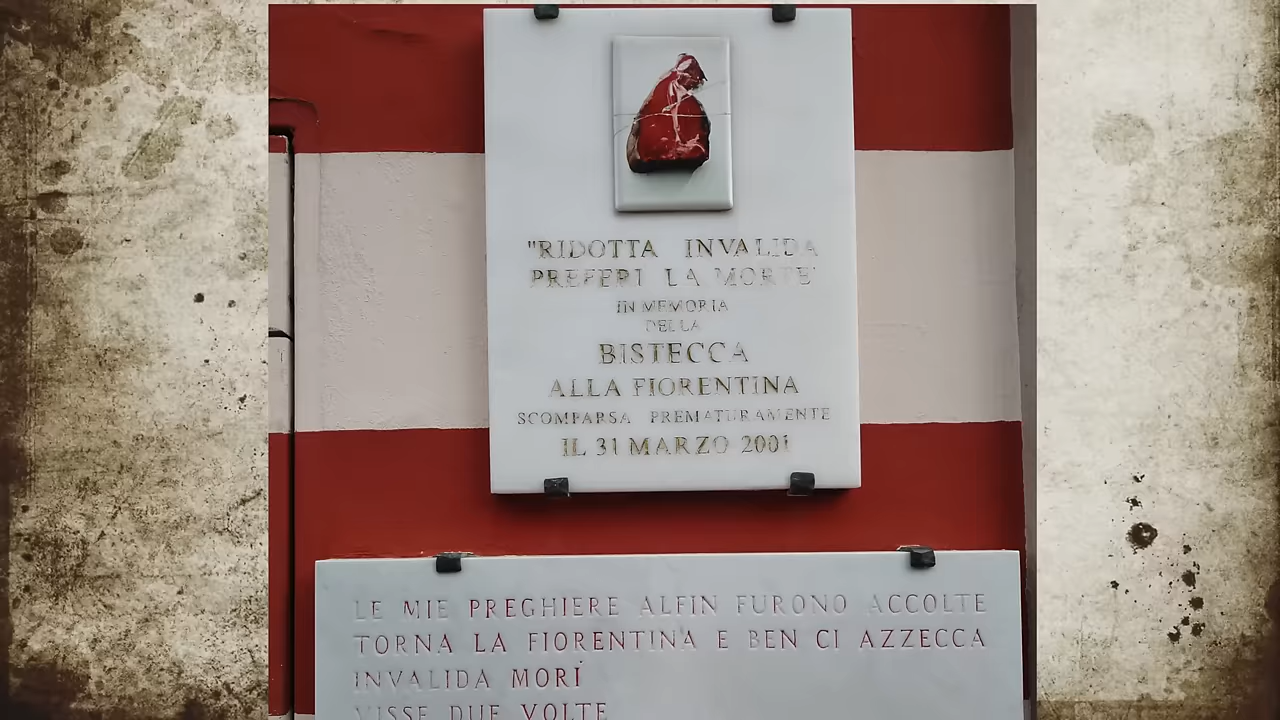 "RIDOTTA INVALIDA
PREFERI LA MORTE"
IN MEMORIA
DELLA
BISTECCA
ALLA FIORENTINA
SCOMPARSA PREMATURAMENTE
IL 31 MARZO 2001
LE MIE PREGHIERE ALFIN FURONO ACCOLTE
TORNA LA FIORENTINA E BEN CI AZZECCA
INVALIDA MORÌ
VISSE DUE VOLTE